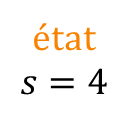 état
s = 4